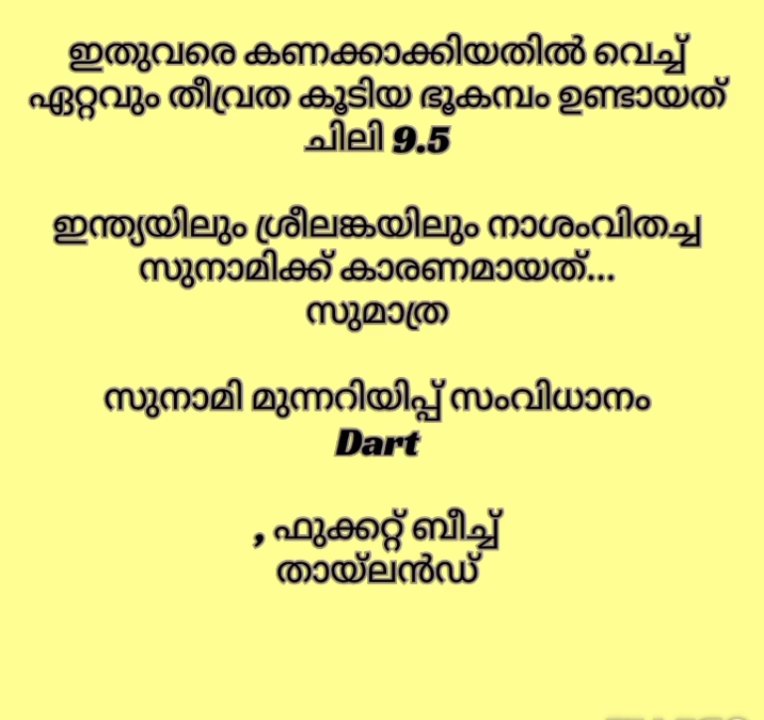 ഇതുവരെ കണക്കാക്കിയതിൽ വെച്ച്
ഏറ്റവും തീവ്രത കൂടിയ ഭൂകമ്പം ഉണ്ടായത്
ചിലി 9.5
ഇന്ത്യയിലും ശ്രീലങ്കയിലും നാശംവിതച്ച
സുനാമിക്ക് കാരണമായത്...
സുമാത്ര
സുനാമി മുന്നറിയിപ്പ് സംവിധാനം
Dart
, ഫുക്കറ്റ് ബീച്ച്
തായ്ലൻഡ്